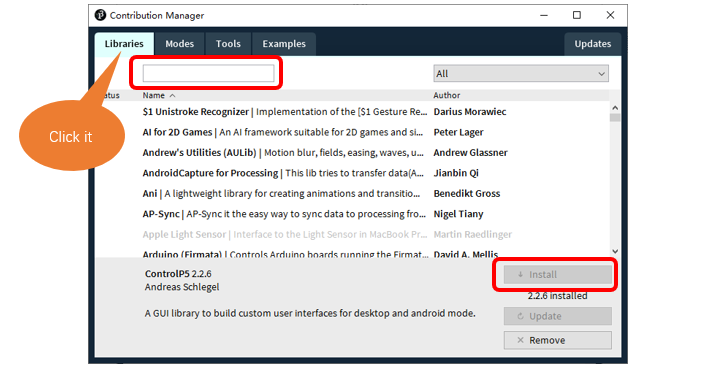 Contribution Manager
Libraries Modes Tools Examples Updates
All
Status Name Author
$1 Unistroke Recognizer | Implementation of the [$1 Gesture Re... Darius Morawiec
AI for 2D Games | An AI framework suitable for 2D games and si... Peter Lager
Andrew's Utilities (AULib) | Motion blur, fields, easing, waves, u... Andrew Glassner
AndroidCapture for Processing | This lib tries to transfer data(A... Jianbin Qi
Ani | A lightweight library for creating animations and transitio... Benedikt Gross
AP-Sync | AP-Sync it the easy way to sync data to processing fro... Nigel Tiany
Apple Light Sensor | Interface to the Light Sensor in MacBook Pr... Martin Raedlinger
Arduino (Firmata) | Controls Arduino boards running the Firmat... David A. Mellis
Click it
ControlP5 2.2.6
Andreas Schlegel
A GUI library to build custom user interfaces for desktop and android mode.
Install
2.2.6 installed
Update
Remove